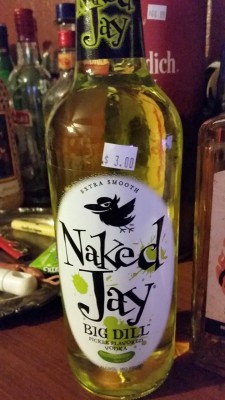 Naked
Jay
dich
$ 3.00
EXTRA SMOOTH
Naked
Jay
BIG DILL
PICKLE FLAVORED
VODKA